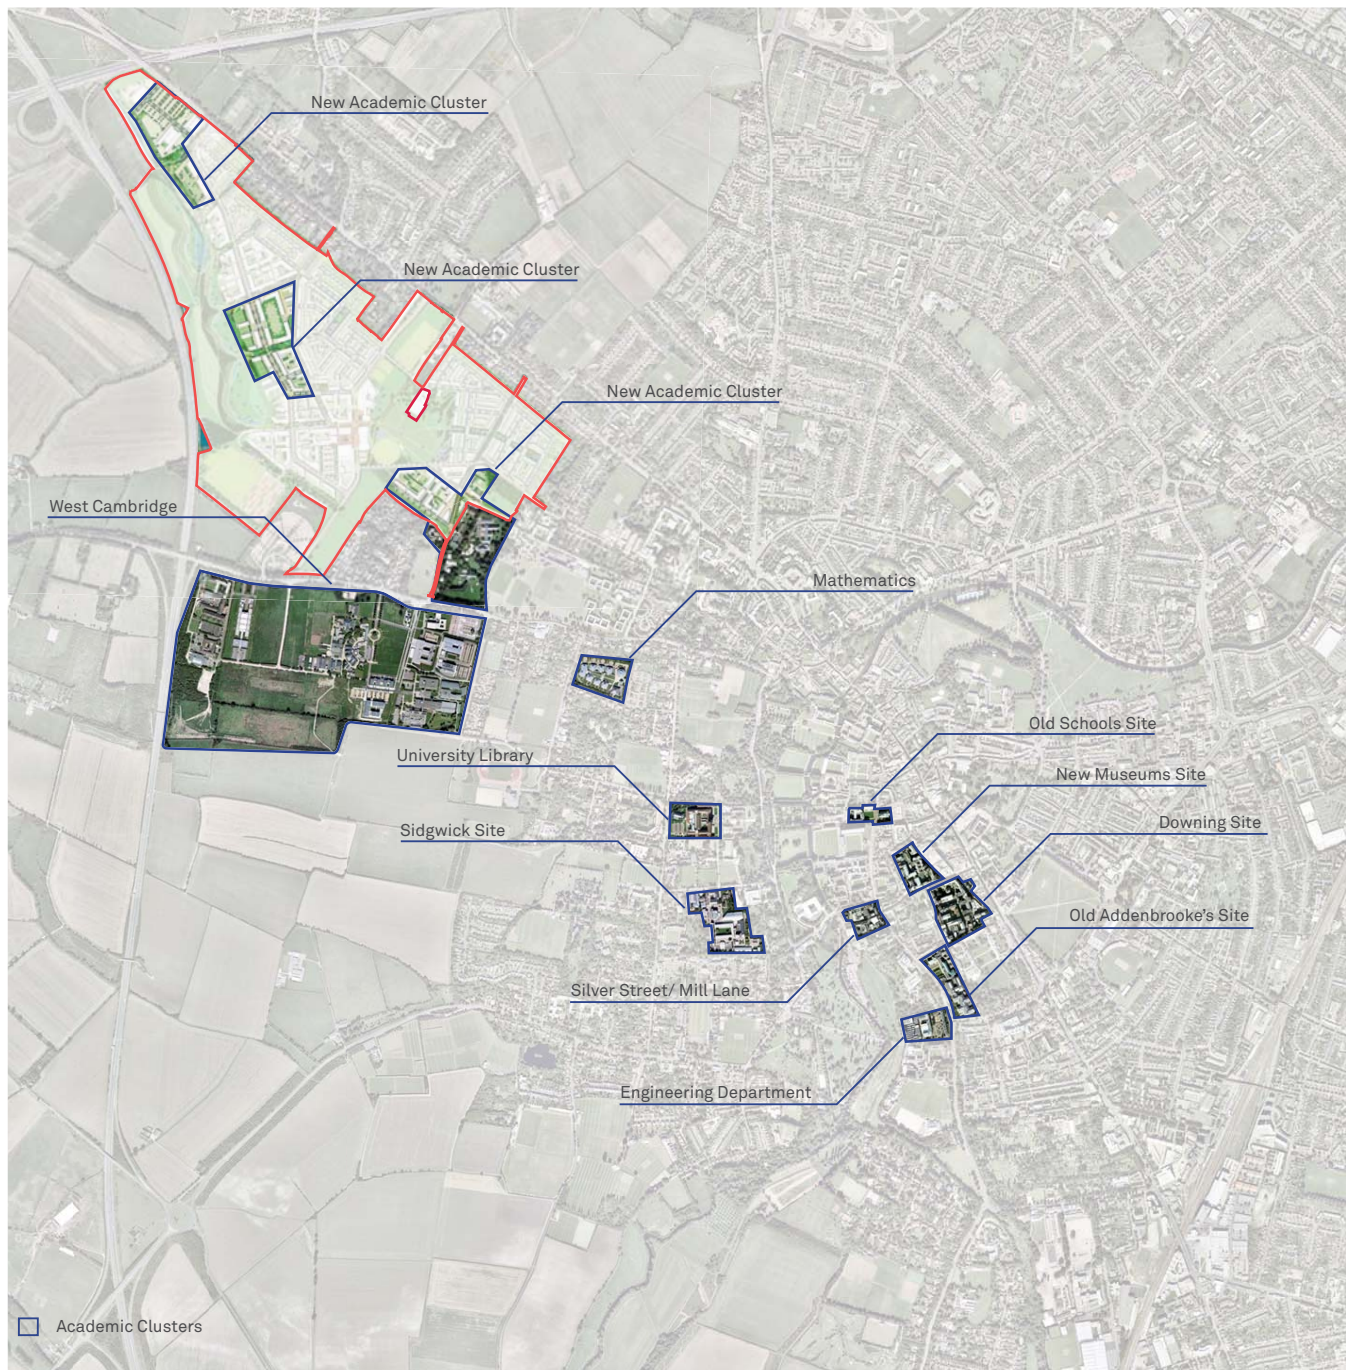 New Academic Cluster
New Academic Cluster
New Academic Cluster
West Cambridge
Mathematics
Old Schools Site
University Library
New Museums Site
Sidgwick Site
Downing Site
Old Addenbrooke's Site
Silver Street/ Mill Lane
Engineering Department
Academic Clusters